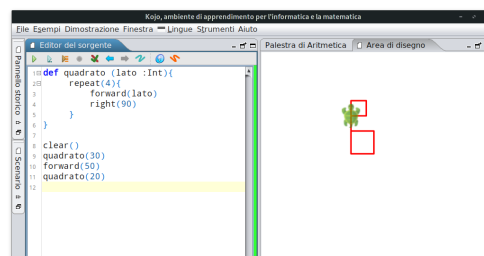 Kojo, ambiente di apprendimento per l'informatica e la matematica
File Esempi Dimostrazione Finestra Lingue Strumenti Aiuto
Pannello storico
Scenario
Editor del sorgente
1 def quadrato (lato :Int){
2 repeat(4){
3 forward(lato)
4 right(90)
5 }
6 }
7
8 clear()
9 quadrato(30)
10 forward(50)
11 quadrato(20)
12
Palestra di Aritmetica
Area di disegno